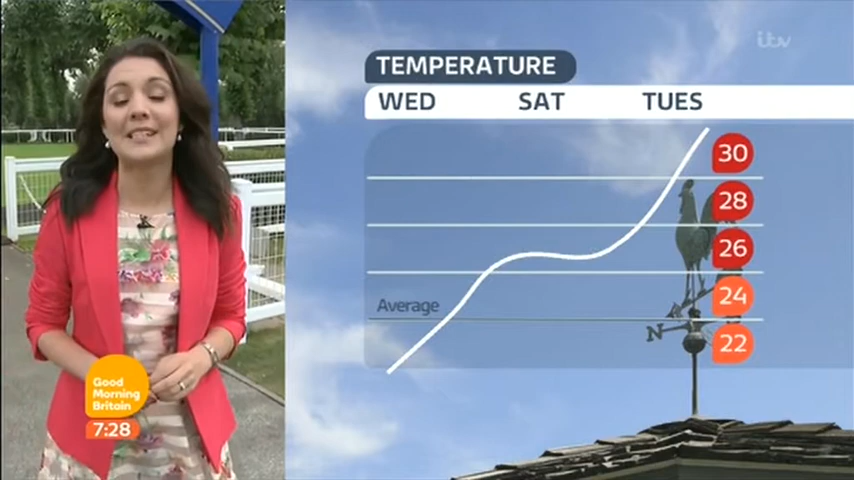 itv
TEMPERATURE
WED SAT TUES
30
28
26
24
Average
22
N
Good
Morning
Britain
7:28